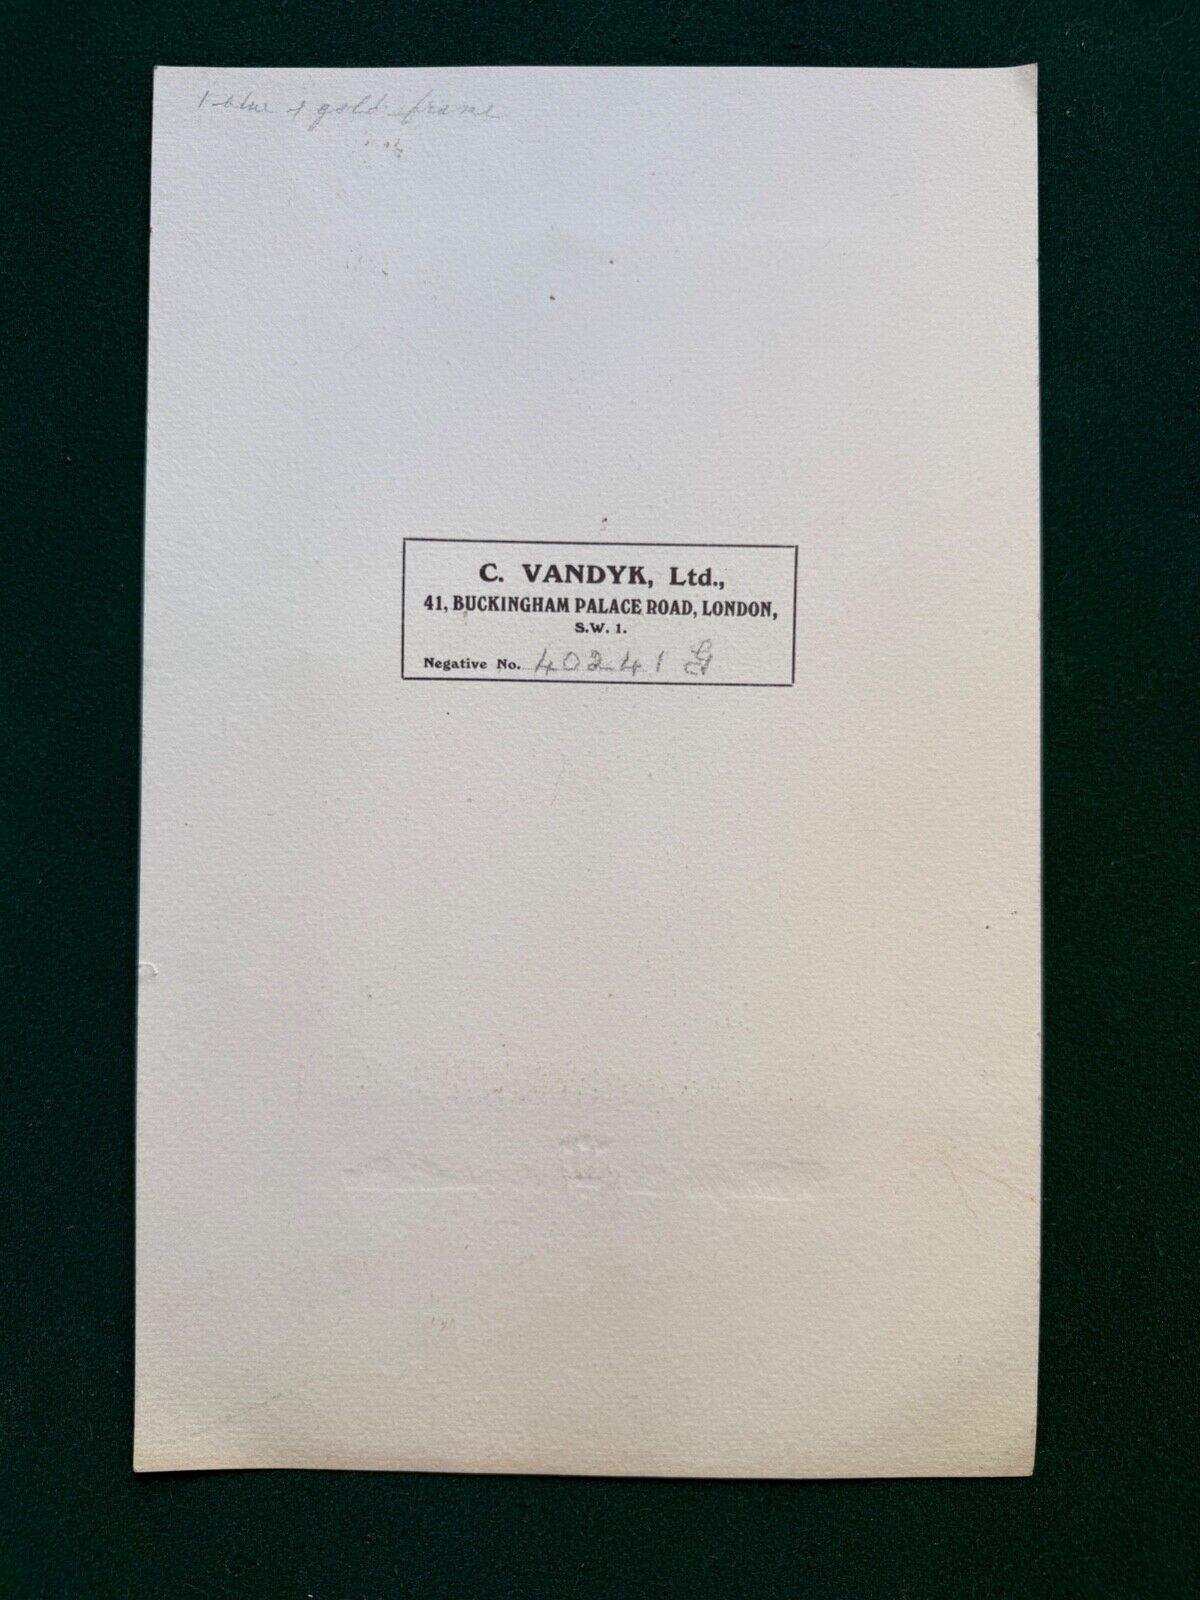 1 blue & gold frame
C. VANDYK, Ltd.,
41, BUCKINGHAM PALACE ROAD, LONDON,
S.W. 1.
Negative No. 40241 G